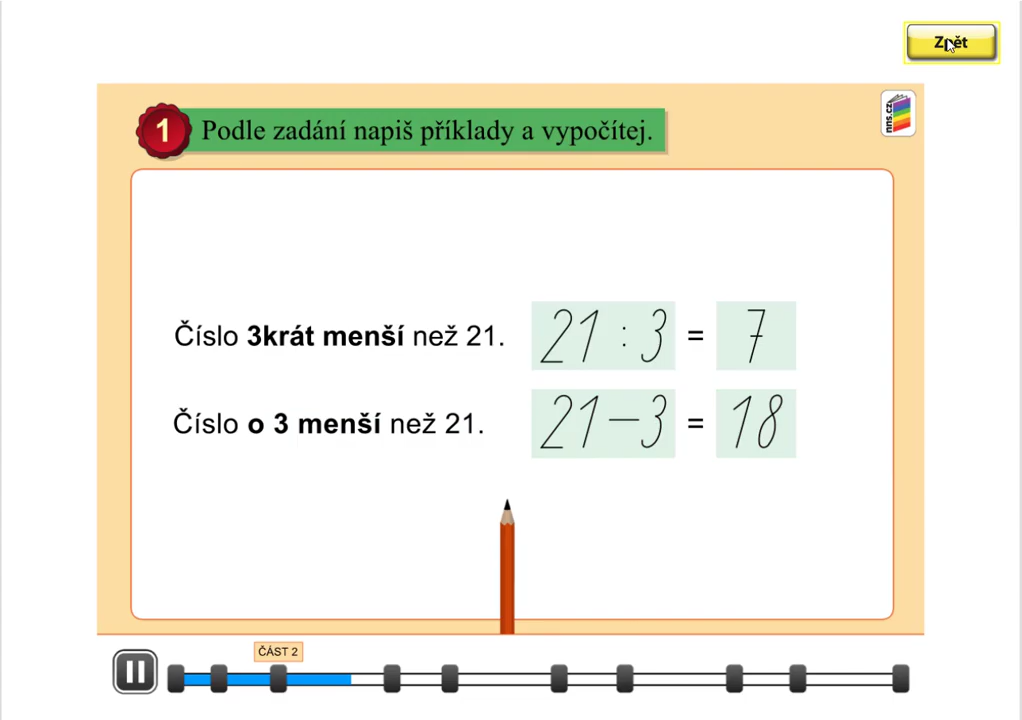 Zpět
1 Podle zadání napiš příklady a vypočítej.
nns.cz
Číslo 3krát menší než 21. 21 : 3 = 7
Číslo o 3 menší než 21. 21 – 3 = 18
ČÁST 2